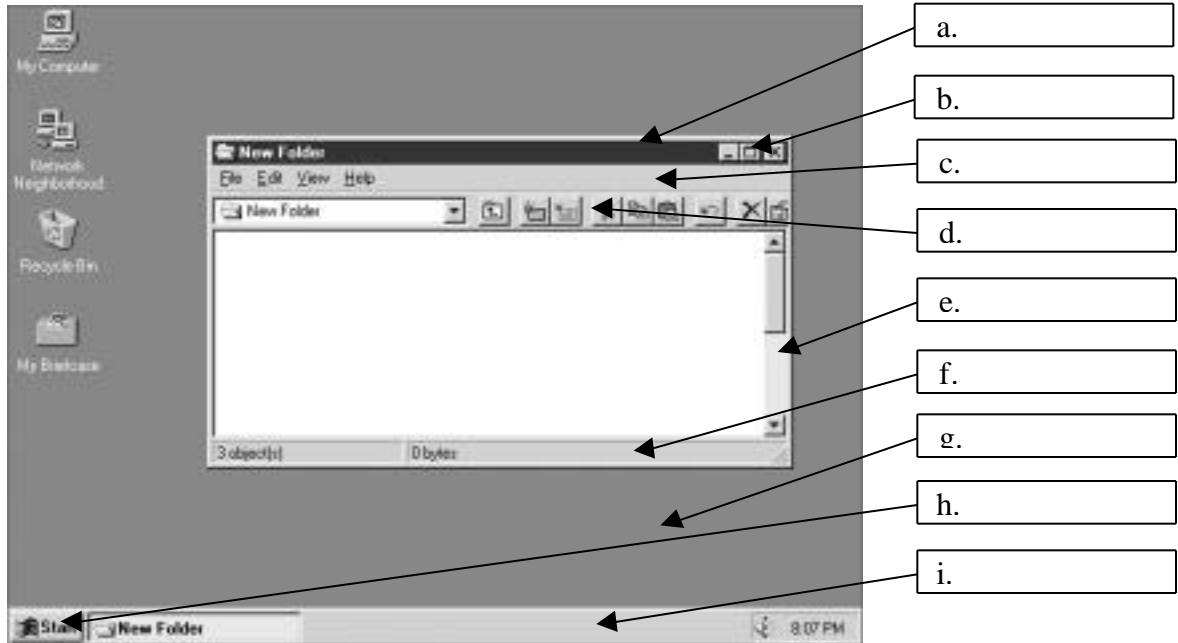 My Computer
Network
Neighborhood
Recycle Bin
My Briefcase
New Folder
File Edit View Help
New Folder
3 object(s) 0 bytes
Start New Folder 8:07 PM
a.
b.
c.
d.
e.
f.
g.
h.
i.